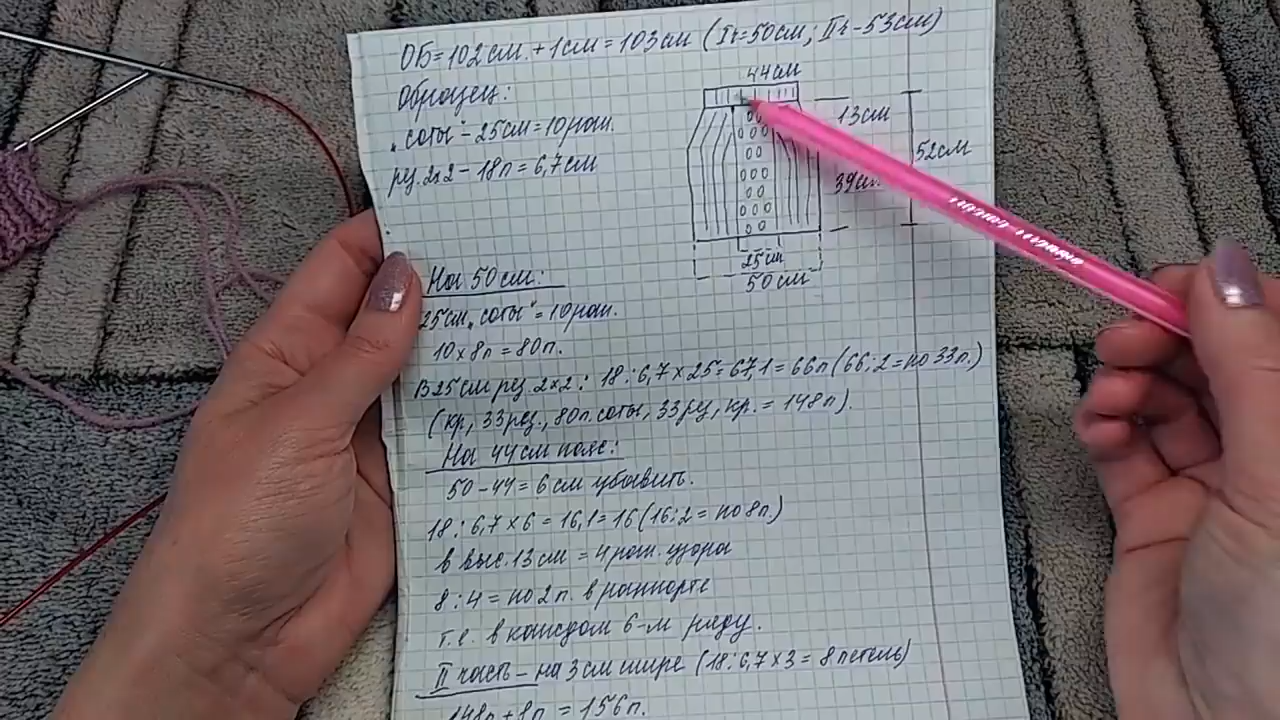 ОБ=102см.+1см=103см (Iч=50см, IIч-53см)
Образец:
„соты"-25см=10рап.
рез.2х2-18п=6,7см
44см
13см
52см
39см.
25см
50см
На 50см:
25см „соты"=10рап.
10х8п=80п.
В 25см рез.2х2: 18:6,7х25=67,1=66п(66:2=по 33п.)
(кр, 33рез., 80п.соты, 33рез, кр.=148п).
На 44см пояс:
50-44=6см убавить.
18:6,7х6=16,1=16(16:2=по8п.)
в выс.13см=4рап.узора
8:4=по 2п. в раппорте
т.е. в каждом 6-м ряду.
II часть-на 3см шире (18:6,7х3=8петель)
148п+8п=156п.